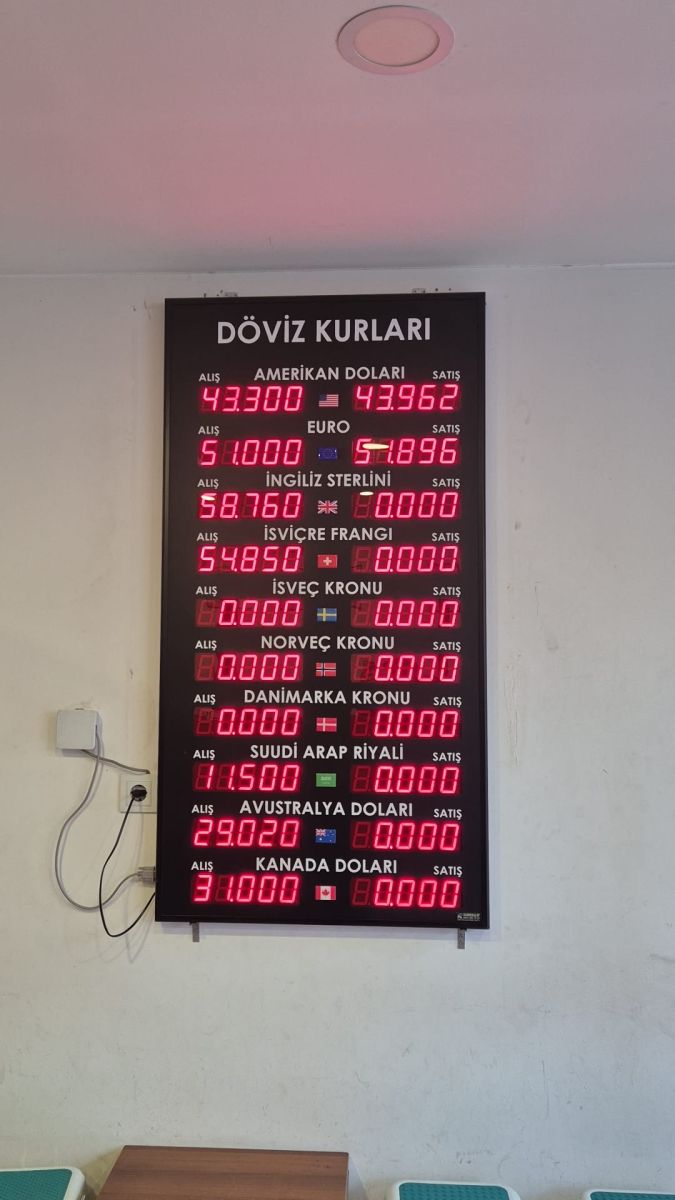 DÖVİZ KURLARI
ALIŞ AMERİKAN DOLARI SATIŞ
43.300 43.962
ALIŞ EURO SATIŞ
51.000 51.896
ALIŞ İNGİLİZ STERLİNİ SATIŞ
58.760 0.000
ALIŞ İSVİÇRE FRANGI SATIŞ
54.850 0.000
ALIŞ İSVEÇ KRONU SATIŞ
0.000 0.000
ALIŞ NORVEÇ KRONU SATIŞ
0.000 0.000
ALIŞ DANİMARKA KRONU SATIŞ
0.000 0.000
ALIŞ SUUDİ ARAP RİYALİ SATIŞ
11.500 0.000
ALIŞ AVUSTRALYA DOLARI SATIŞ
29.020 0.000
ALIŞ KANADA DOLARI SATIŞ
31.000 0.000